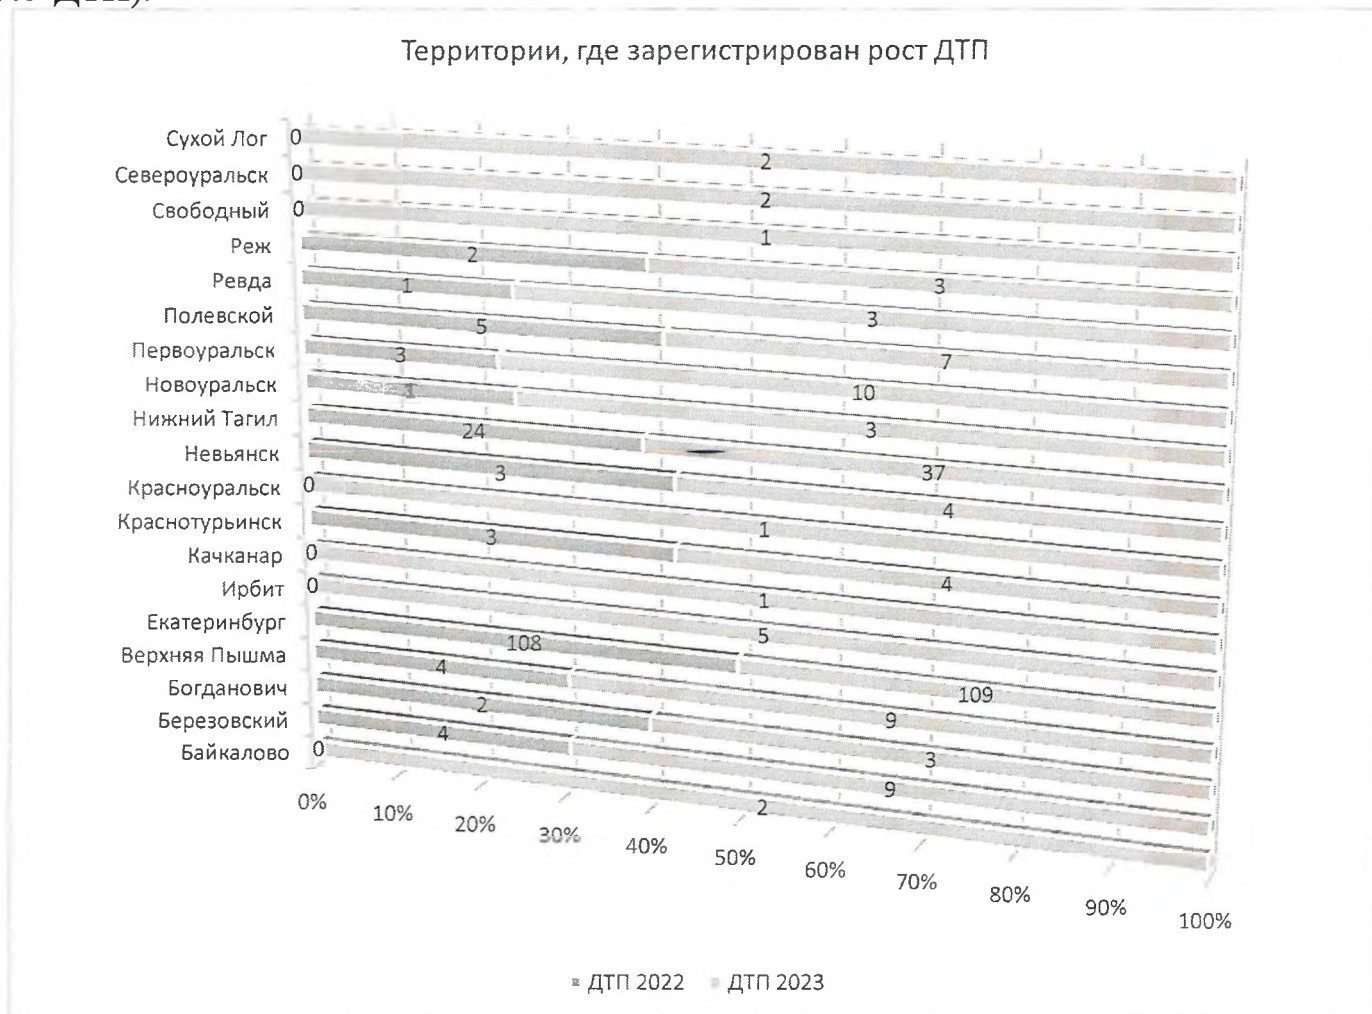 Территории, где зарегистрирован рост ДТП
Сухой Лог 0 2
Североуральск 0 2
Свободный 0 1
Реж 2 3
Ревда 1 3
Полевской 5 7
Первоуральск 3 10
Новоуральск 1 3
Нижний Тагил 24 37
Невьянск 3 4
Красноуральск 0 1
Краснотурьинск 3 4
Качканар 0 1
Ирбит 0 5
Екатеринбург 108 109
Верхняя Пышма 4 9
Богданович 2 3
Березовский 4 9
Байкалово 0 2
0% 10% 20% 30% 40% 50% 60% 70% 80% 90% 100%
ДТП 2022 ДТП 2023